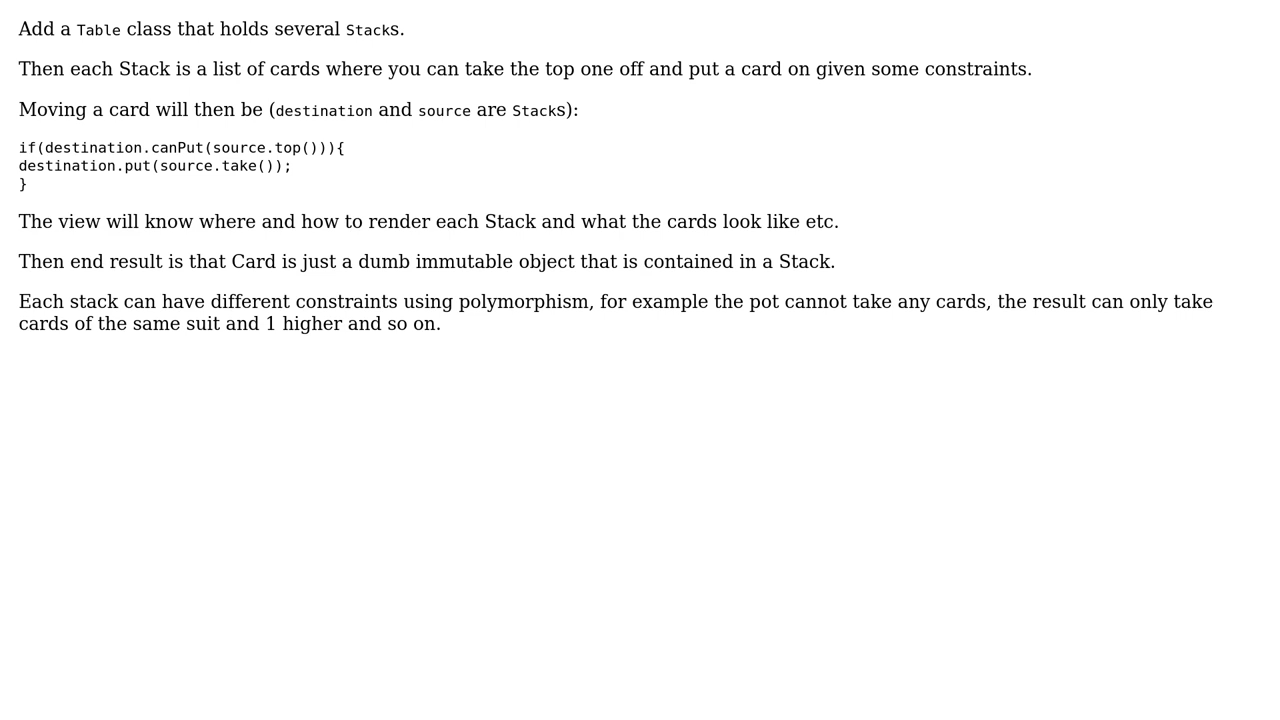 Add a Table class that holds several Stacks.
Then each Stack is a list of cards where you can take the top one off and put a card on given some constraints.
Moving a card will then be (destination and source are Stacks):
if(destination.canPut(source.top())){
destination.put(source.take());
}
The view will know where and how to render each Stack and what the cards look like etc.
Then end result is that Card is just a dumb immutable object that is contained in a Stack.
Each stack can have different constraints using polymorphism, for example the pot cannot take any cards, the result can only take
cards of the same suit and 1 higher and so on.